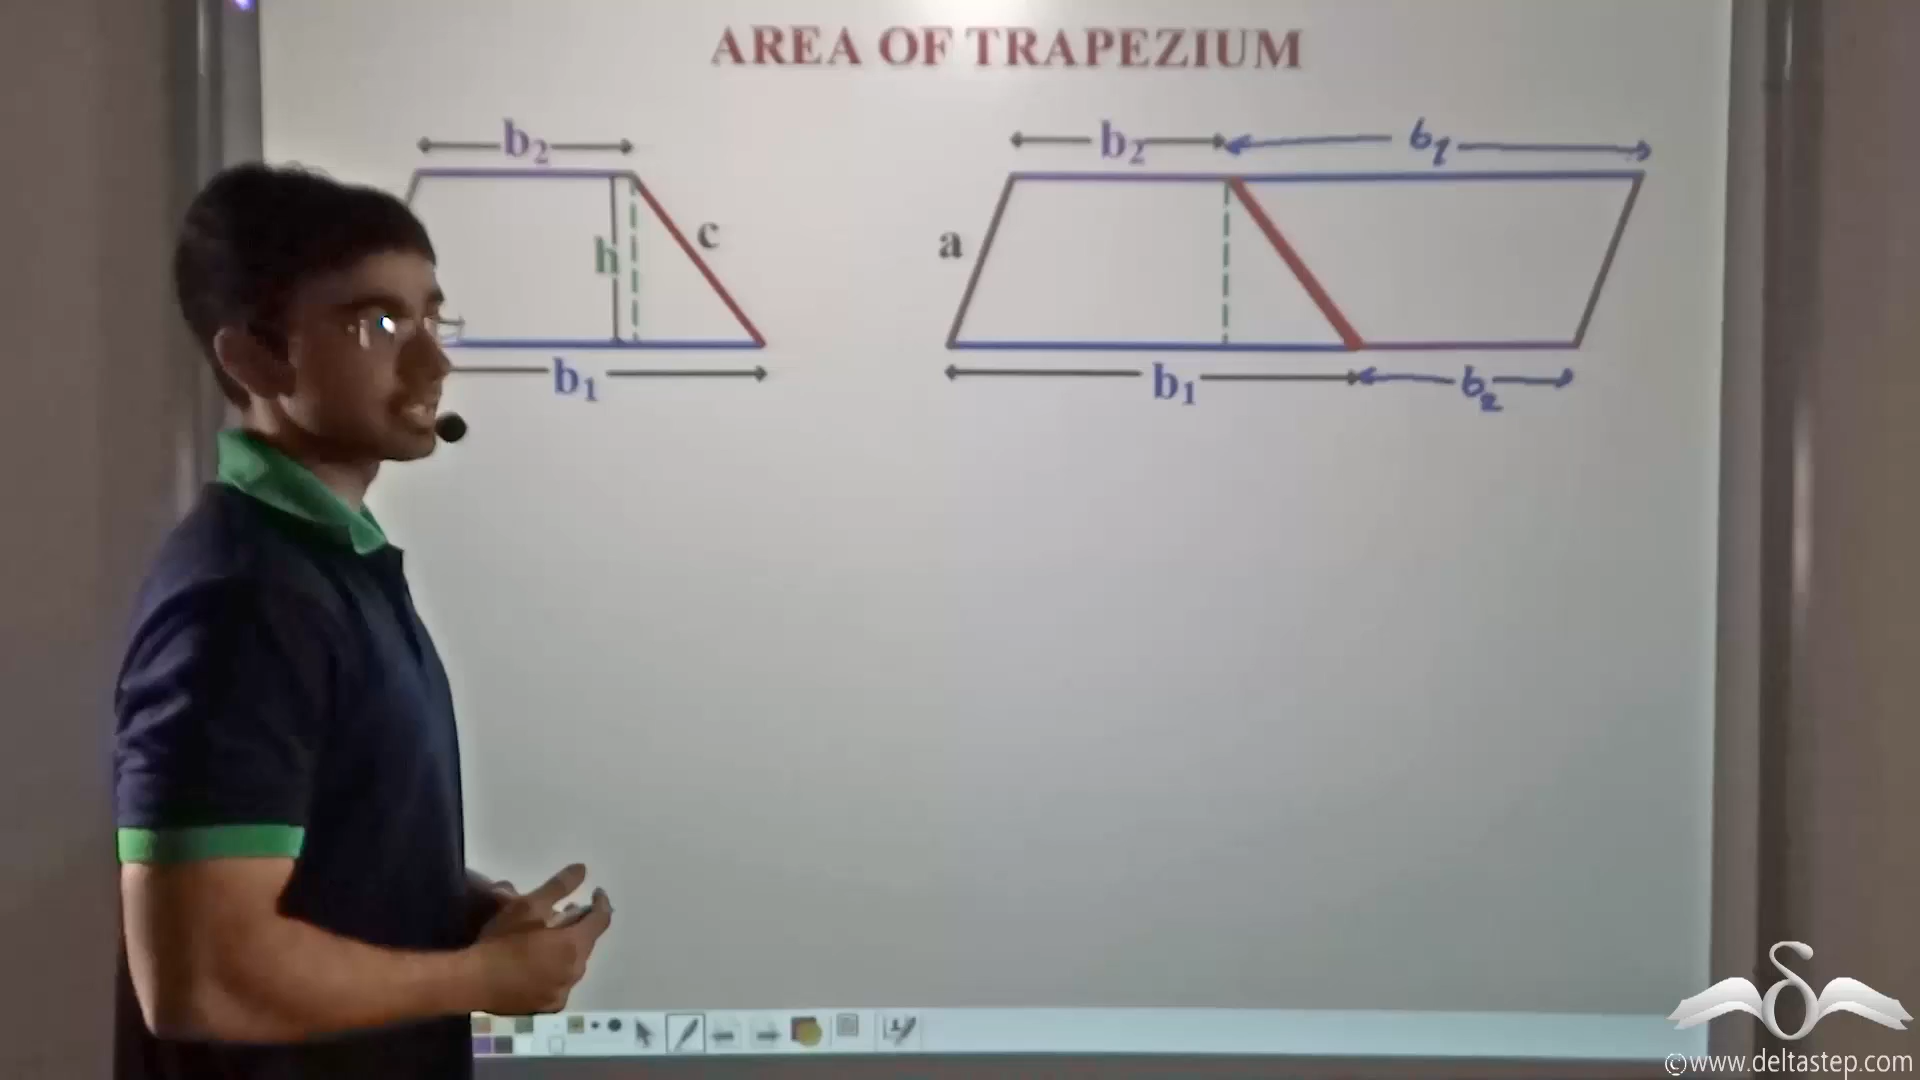 AREA OF TRAPEZIUM
b₂
b₂
b₁
h
c
a
b₁
b₁
b₂
©www.deltastep.com